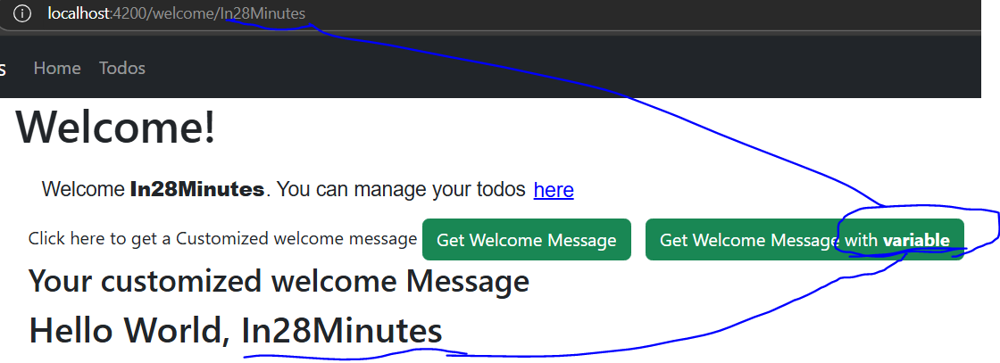 localhost:4200/welcome/In28Minutes
s Home Todos
Welcome!
Welcome In28Minutes. You can manage your todos here
Click here to get a Customized welcome message Get Welcome Message Get Welcome Message with variable
Your customized welcome Message
Hello World, In28Minutes